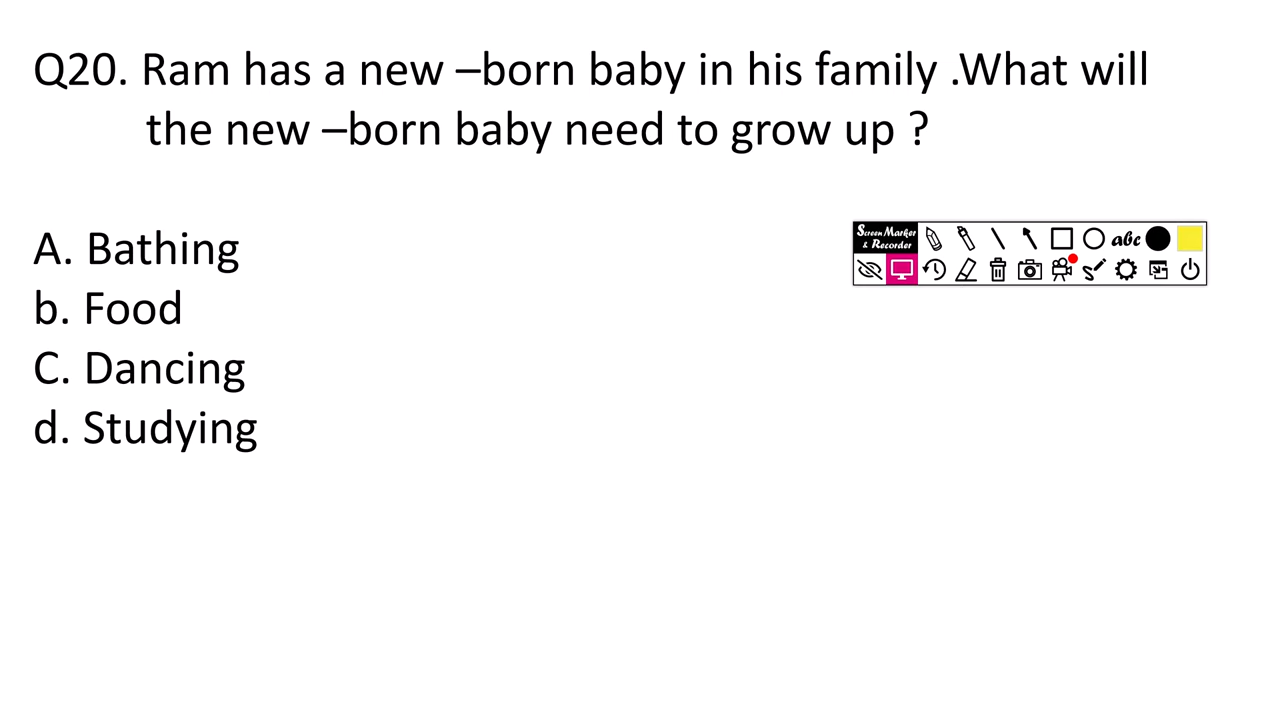 Q20. Ram has a new –born baby in his family .What will
the new –born baby need to grow up ?
A. Bathing
b. Food
C. Dancing
d. Studying
Screen Marker
& Recorder
abc